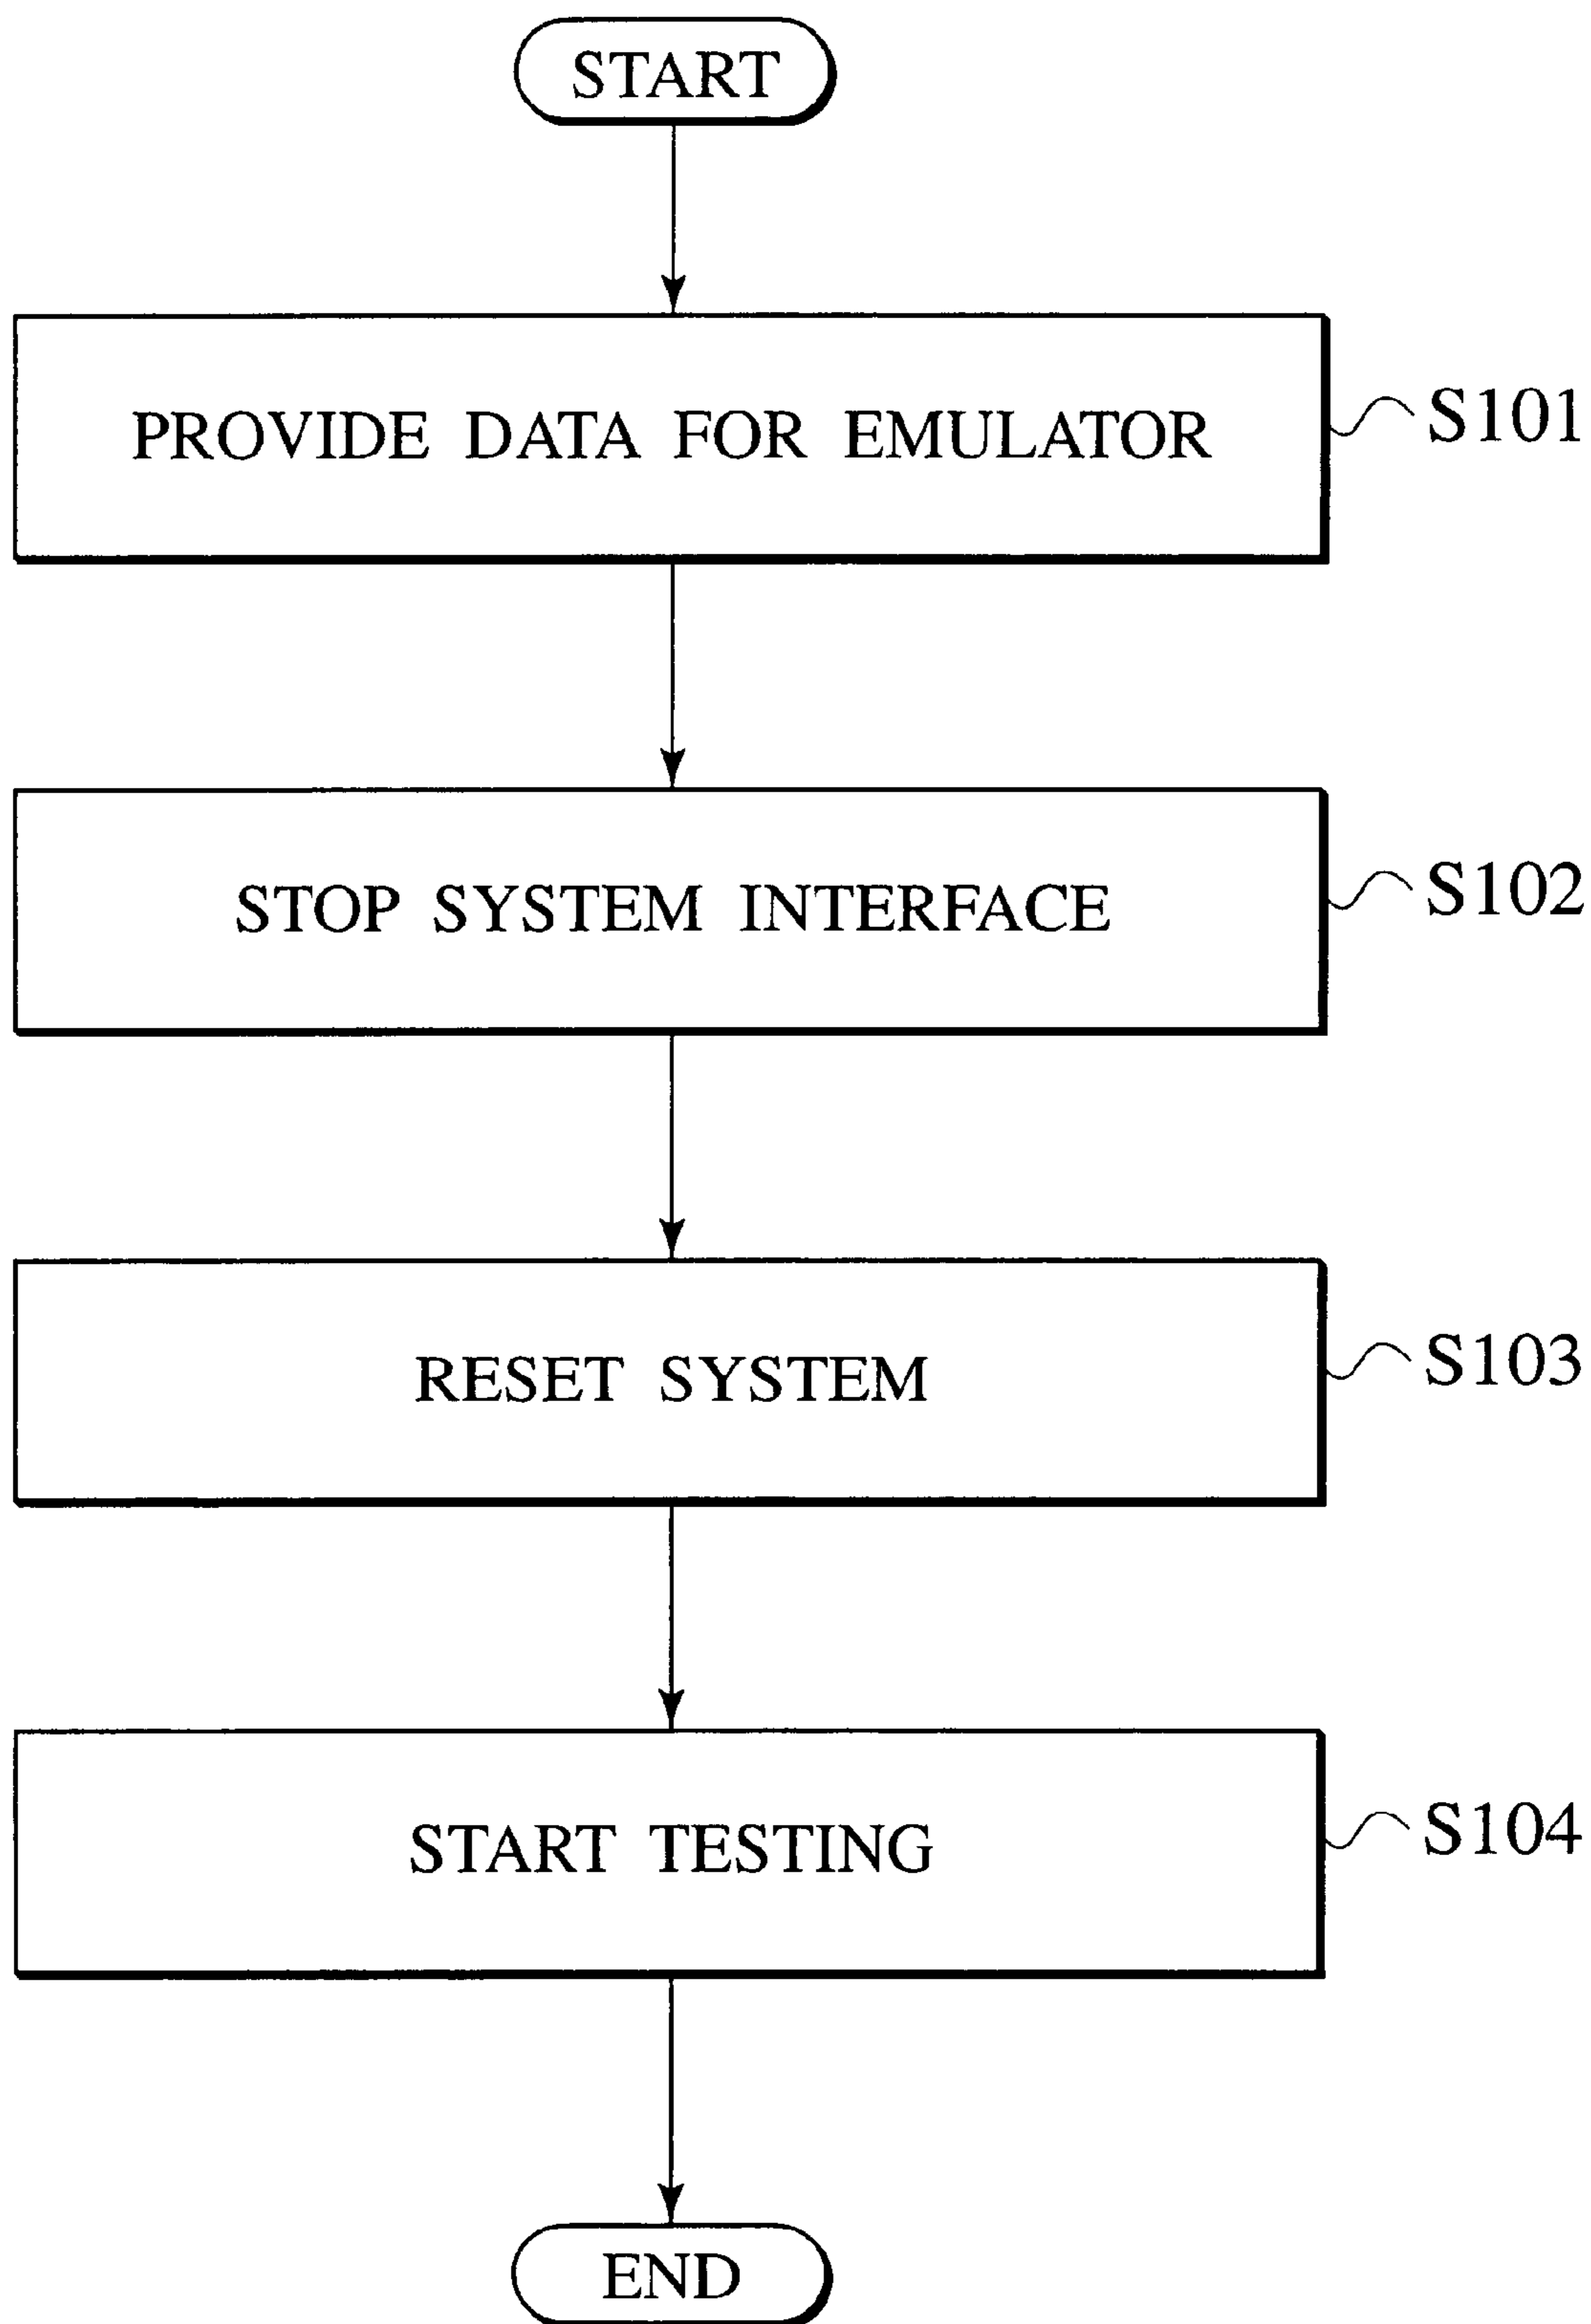 START
PROVIDE DATA FOR EMULATOR
S101
STOP SYSTEM INTERFACE
S102
RESET SYSTEM
S103
START TESTING
S104
END